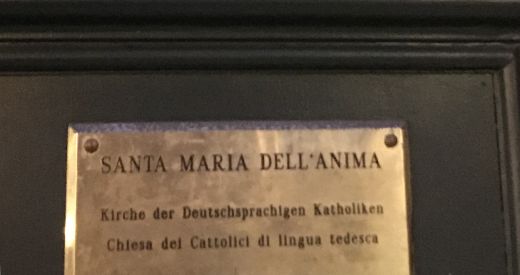 SANTA MARIA DELL'ANIMA
Kirche der Deutschsprachigen Katholiken
Chiesa dei Cattolici di lingua tedesca